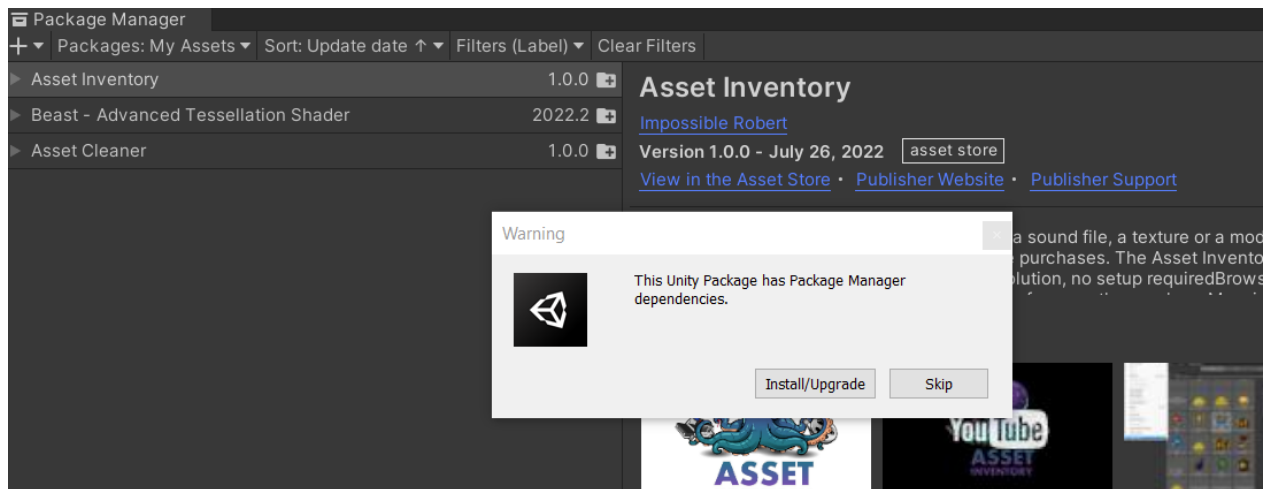 Package Manager
Packages: My Assets Sort: Update date ↑ Filters (Label) Clear Filters
Asset Inventory 1.0.0
Beast - Advanced Tessellation Shader 2022.2
Asset Cleaner 1.0.0
Asset Inventory
Impossible Robert
Version 1.0.0 - July 26, 2022 asset store
View in the Asset Store • Publisher Website • Publisher Support
a sound file, a texture or a mod
purchases. The Asset Invento
olution, no setup requiredBrows
Warning
This Unity Package has Package Manager
dependencies.
Install/Upgrade Skip
ASSET
YouTube
ASSET
INVENTORY